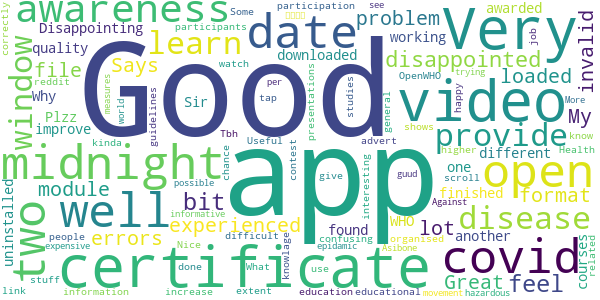 awareness
Some
participation
see
awarded
correctly
Disappointing
date
problem
Very
participants
learn
quality
downloaded
working
job
invalid
Good
watch
OpenWHO
trying
Says
disappointed
file
reddit
per
presentations
studies
happy
More
window
Why
world
measures
guidelines
Sir
tap
video
loaded
Plzz
My
improve
Tbh
advert
general
kinda
Useful
contest
shows
provide
know
higher
Health
midnight
app
chance
give
interesting
guud
different
Against
possible
bit
one
scroll
open
module
well
finished
format
two
uninstalled
informative
experienced
lot
disease
errors
found
WHO
another
courses
related
people
difficult
confusing
organised
expensive
Nice
epidemic
Asibone
certificate
knowlage
covid
stuff
done
What
use
Great
feel
link
information
increase
extent
education
educational
movement
hazardous